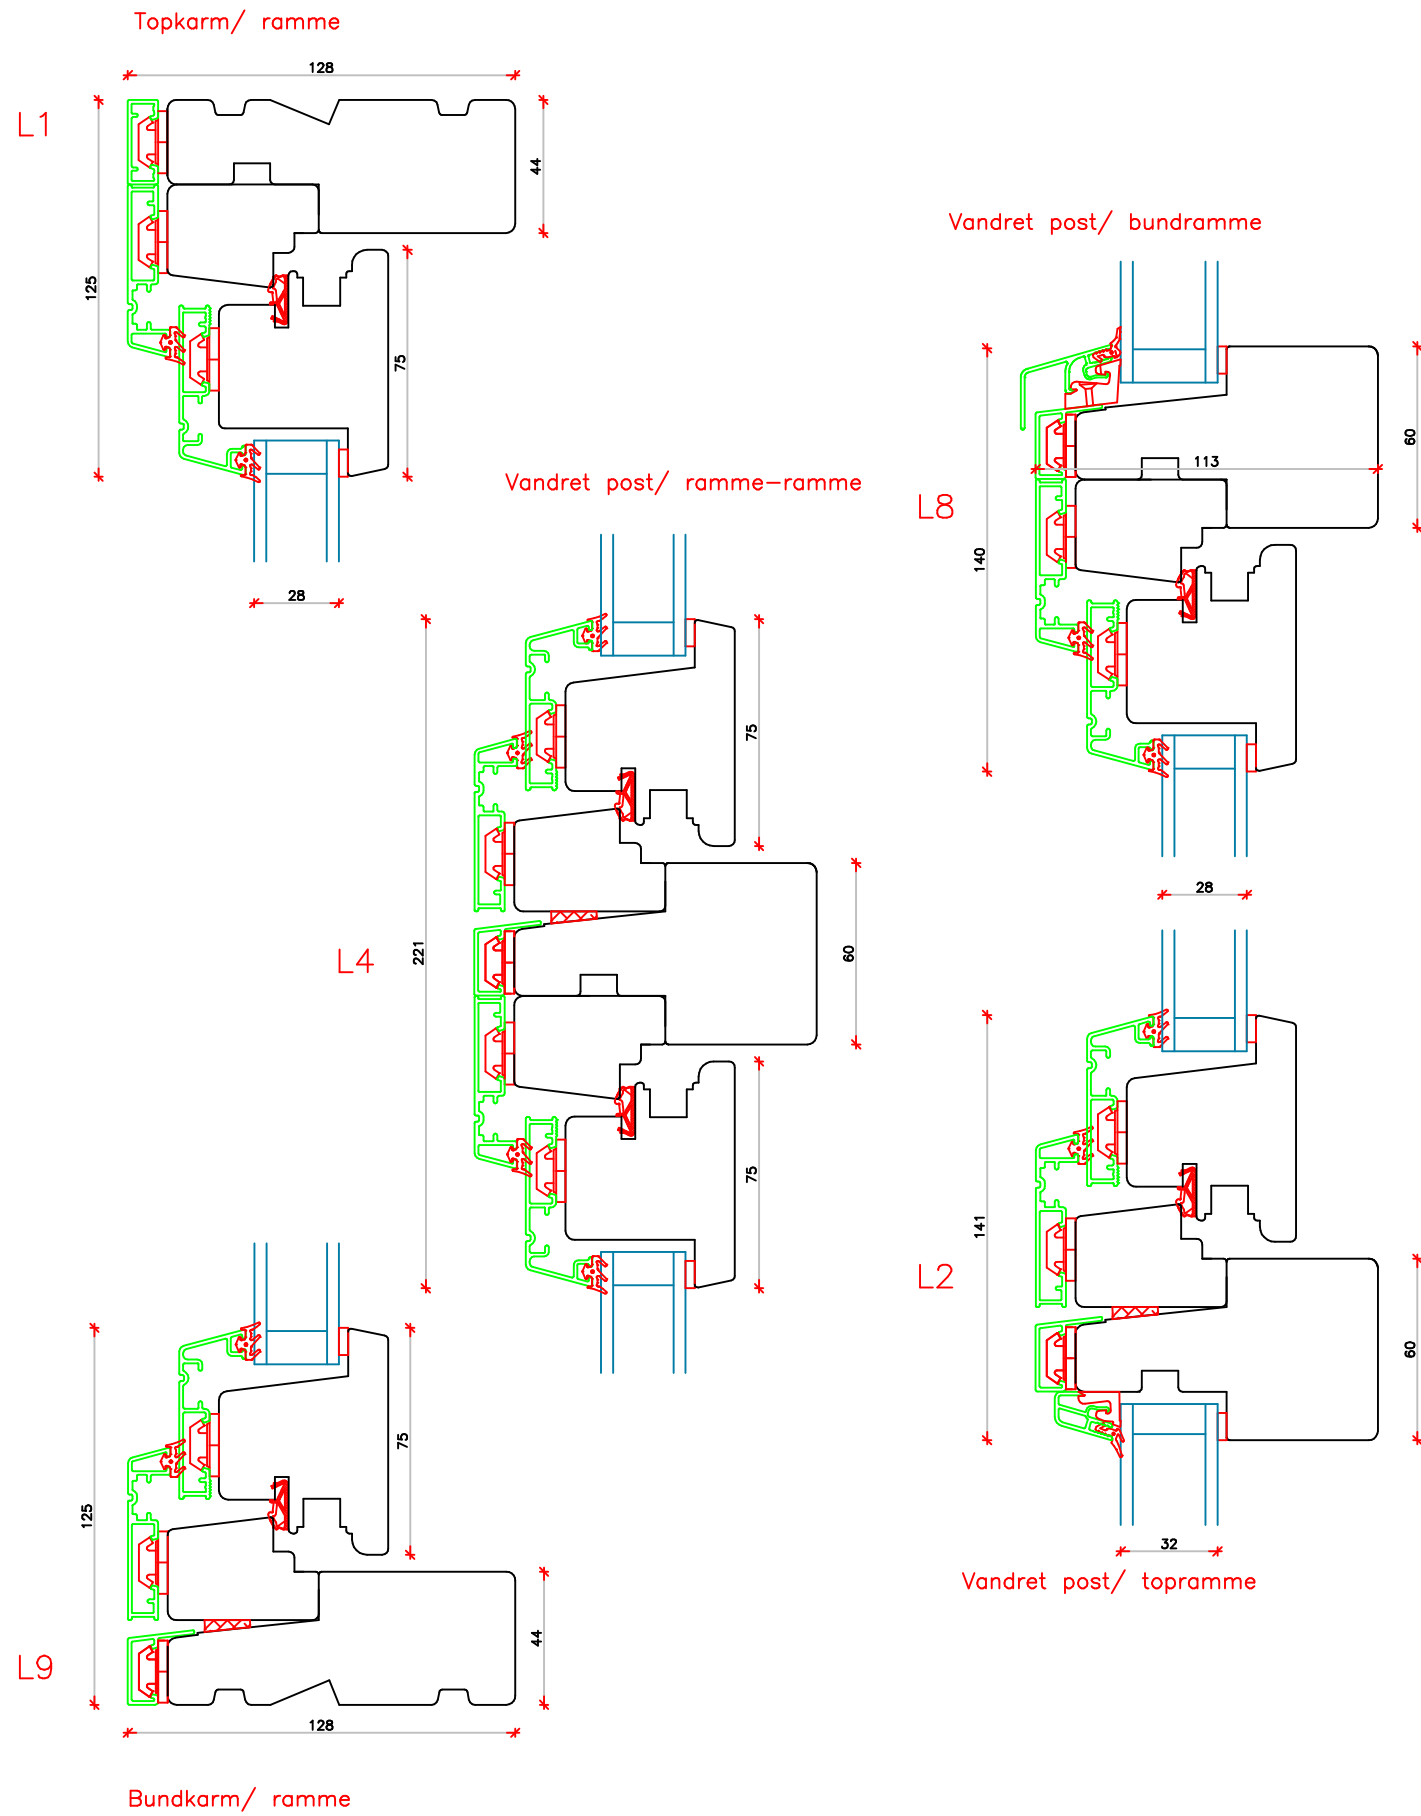 Topkarm/ ramme
128
L1
44
125
75
28
Vandret post/ bundramme
60
113
L8
140
28
Vandret post/ ramme-ramme
75
221
L4
60
75
141
L2
60
32
Vandret post/ topramme
75
125
44
L9
128
Bundkarm/ ramme